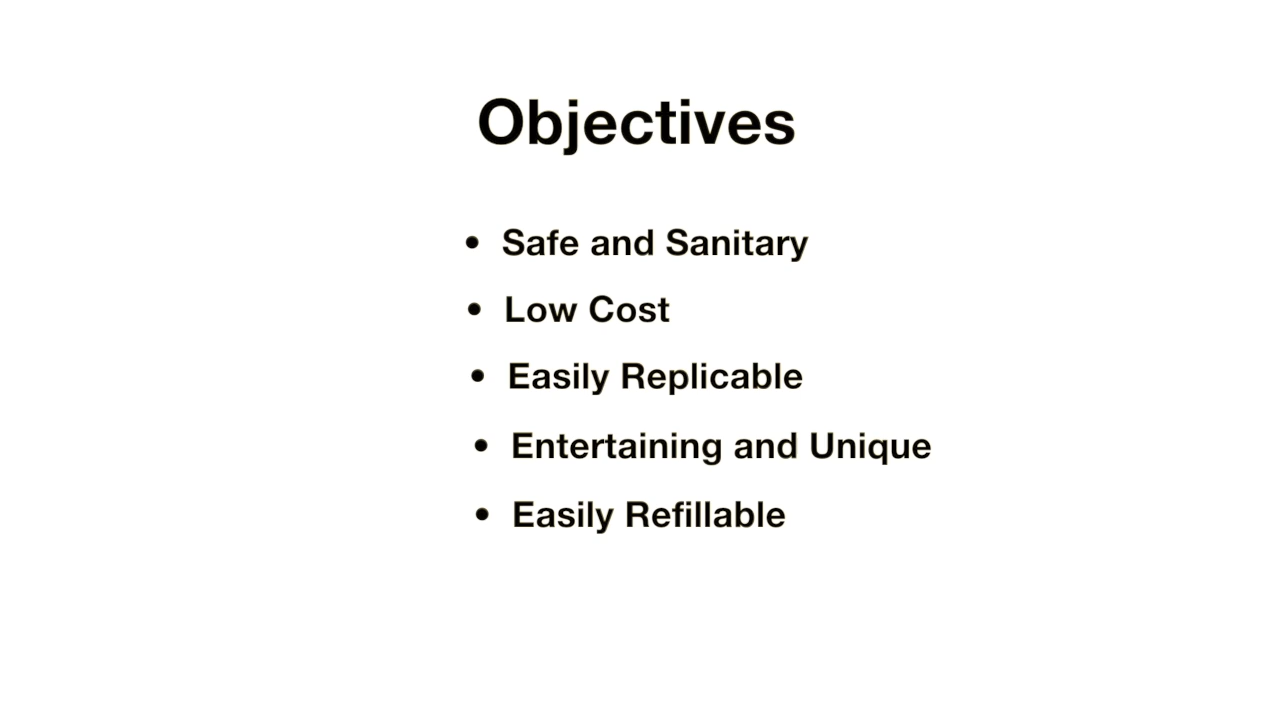 Objectives
• Safe and Sanitary
• Low Cost
• Easily Replicable
• Entertaining and Unique
• Easily Refillable